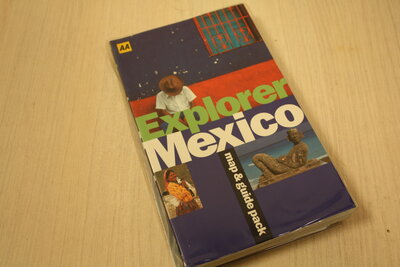 AA
Explorer
Mexico
map & guide pack